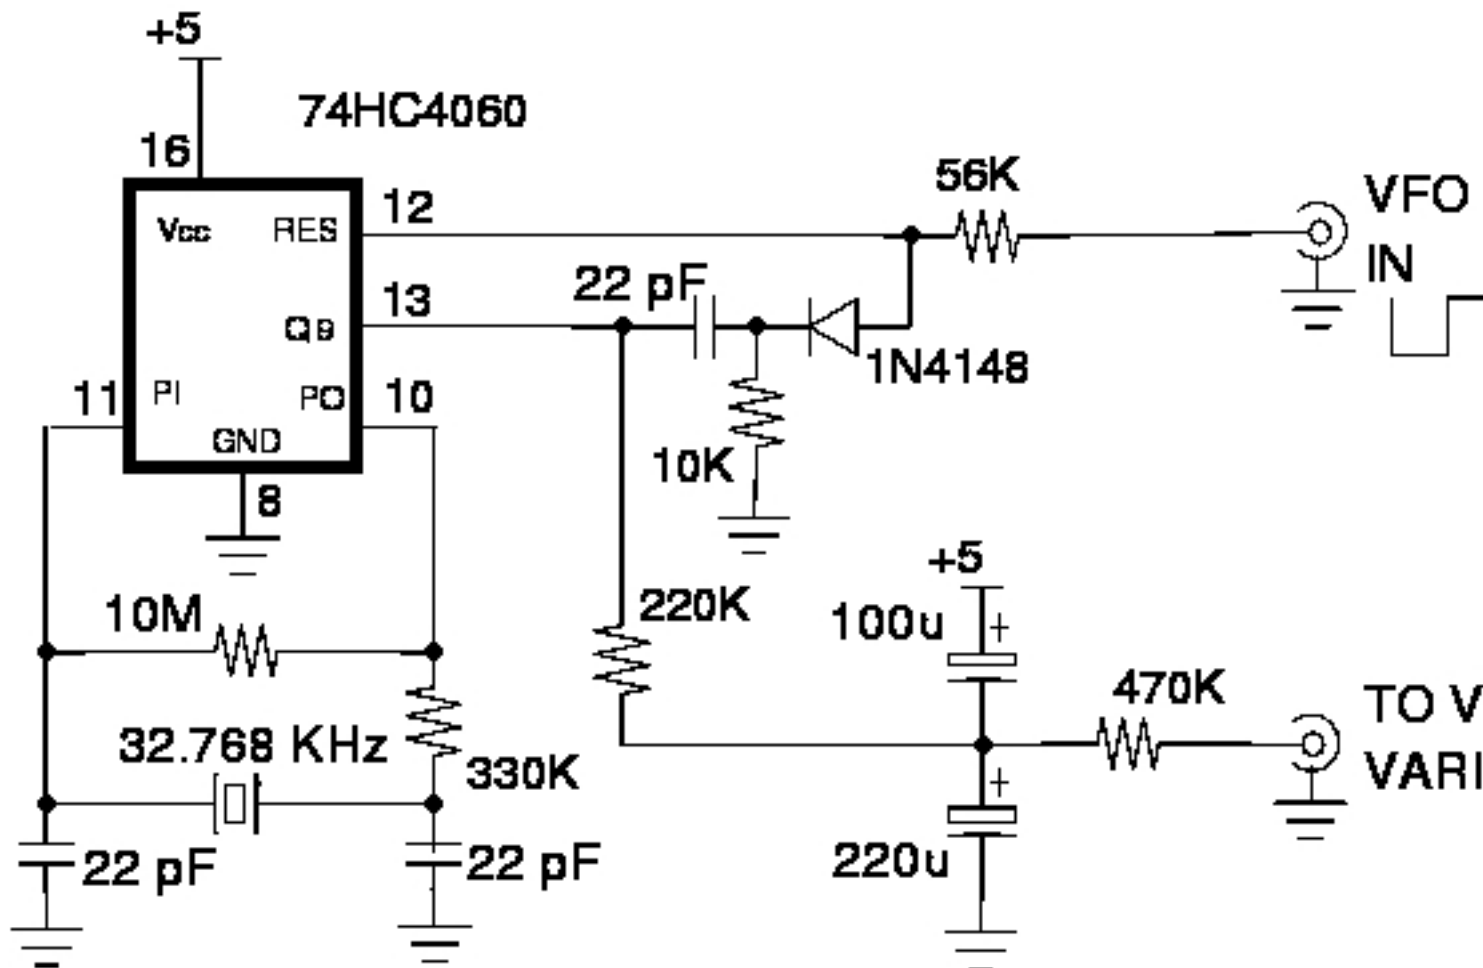 +5
74HC4060
16
Vcc
RES
12
56K
VFO
IN
22 pF
13
Q9
1N4148
11
PI
PO
10
GND
8
10K
+5
10M
220K
100u
+
470K
TO V
VARI
32.768 KHz
330K
+
22 pF
22 pF
220u